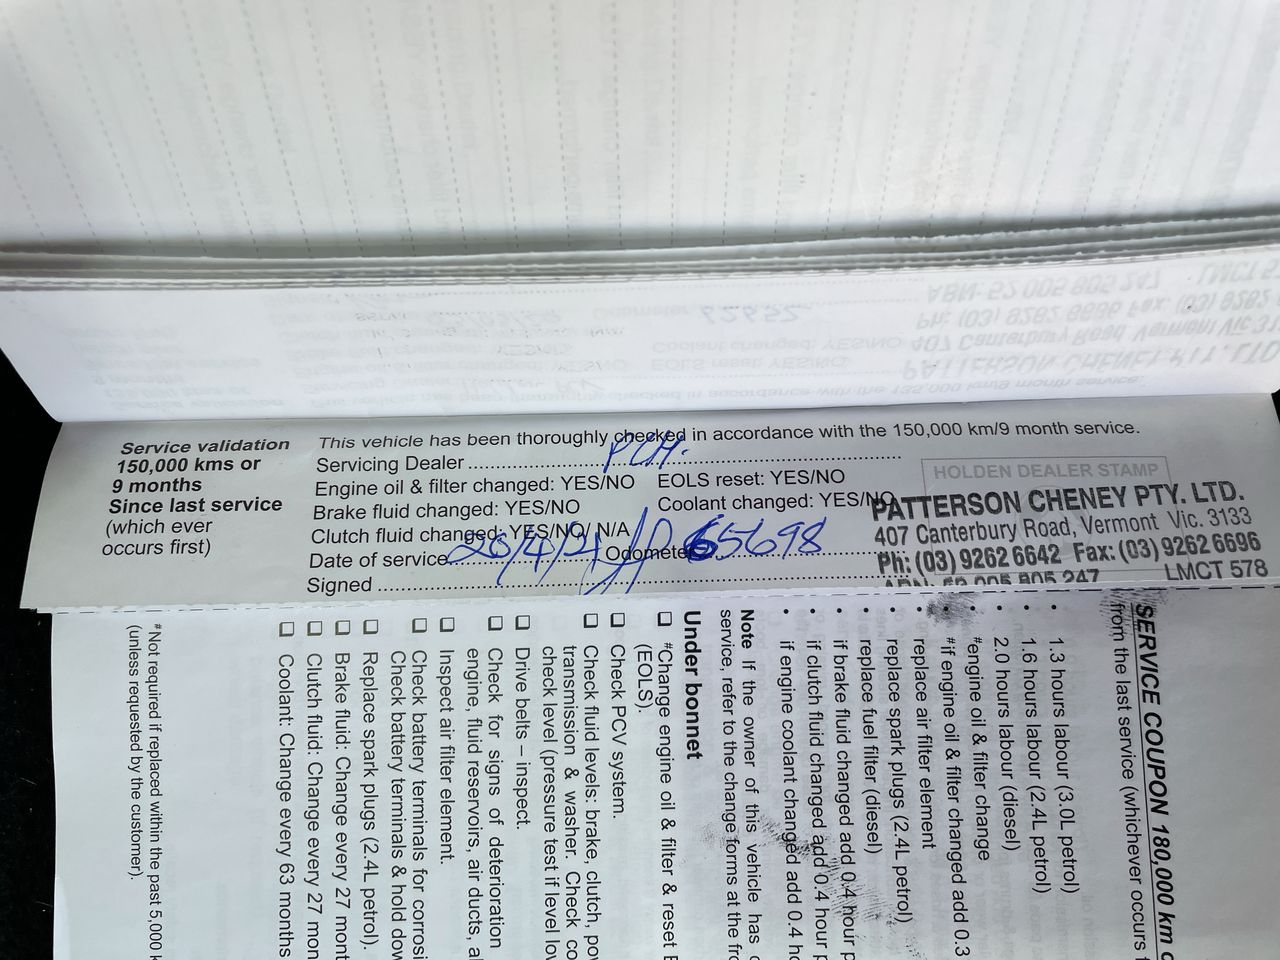 Service validation
150,000 kms or
9 months
Since last service
(which ever
occurs first)
This vehicle has been thoroughly checked in accordance with the 150,000 km/9 month service.
Servicing Dealer PCH.
Engine oil & filter changed: YES/NO EOLS reset: YES/NO
Brake fluid changed: YES/NO Coolant changed: YES/NO
Clutch fluid changed: YES/NO/ N/A
Date of service 26/4/21 Odometer 65698
Signed
HOLDEN DEALER STAMP
PATTERSON CHENEY PTY. LTD.
407 Canterbury Road, Vermont Vic. 3133
Ph: (03) 9262 6642 Fax: (03) 9262 6696
ABN: 52 005 805 247 LMCT 578
SERVICE COUPON 180,000 km
from the last service (whichever occurs
• 1.3 hours labour (3.0L petrol)
• 1.6 hours labour (2.4L petrol)
• 2.0 hours labour (diesel)
• #engine oil & filter change
• #if engine oil & filter changed add 0.3
• replace air filter element
• replace spark plugs (2.4L petrol)
• replace fuel filter (diesel)
• if brake fluid changed add 0.4 hour
• if clutch fluid changed add 0.4 hour
• if engine coolant changed add 0.4
Note If the owner of this vehicle has
service, refer to the change forms at the
Under bonnet
❑ #Change engine oil & filter & reset
(EOLS).
❑ Check PCV system.
❑ Check fluid levels: brake, clutch,
transmission & washer. Check
check level (pressure test if level
❑ Drive belts – inspect.
❑ Check for signs of deterioration
engine, fluid reservoirs, air ducts,
❑ Inspect air filter element.
❑ Check battery terminals for
Check battery terminals & hold
❑ Replace spark plugs (2.4L petrol).
❑ Brake fluid: Change every 27
❑ Clutch fluid: Change every 27
❑ Coolant: Change every 63 months
#Not required if replaced within the past 5,000
(unless requested by the customer).